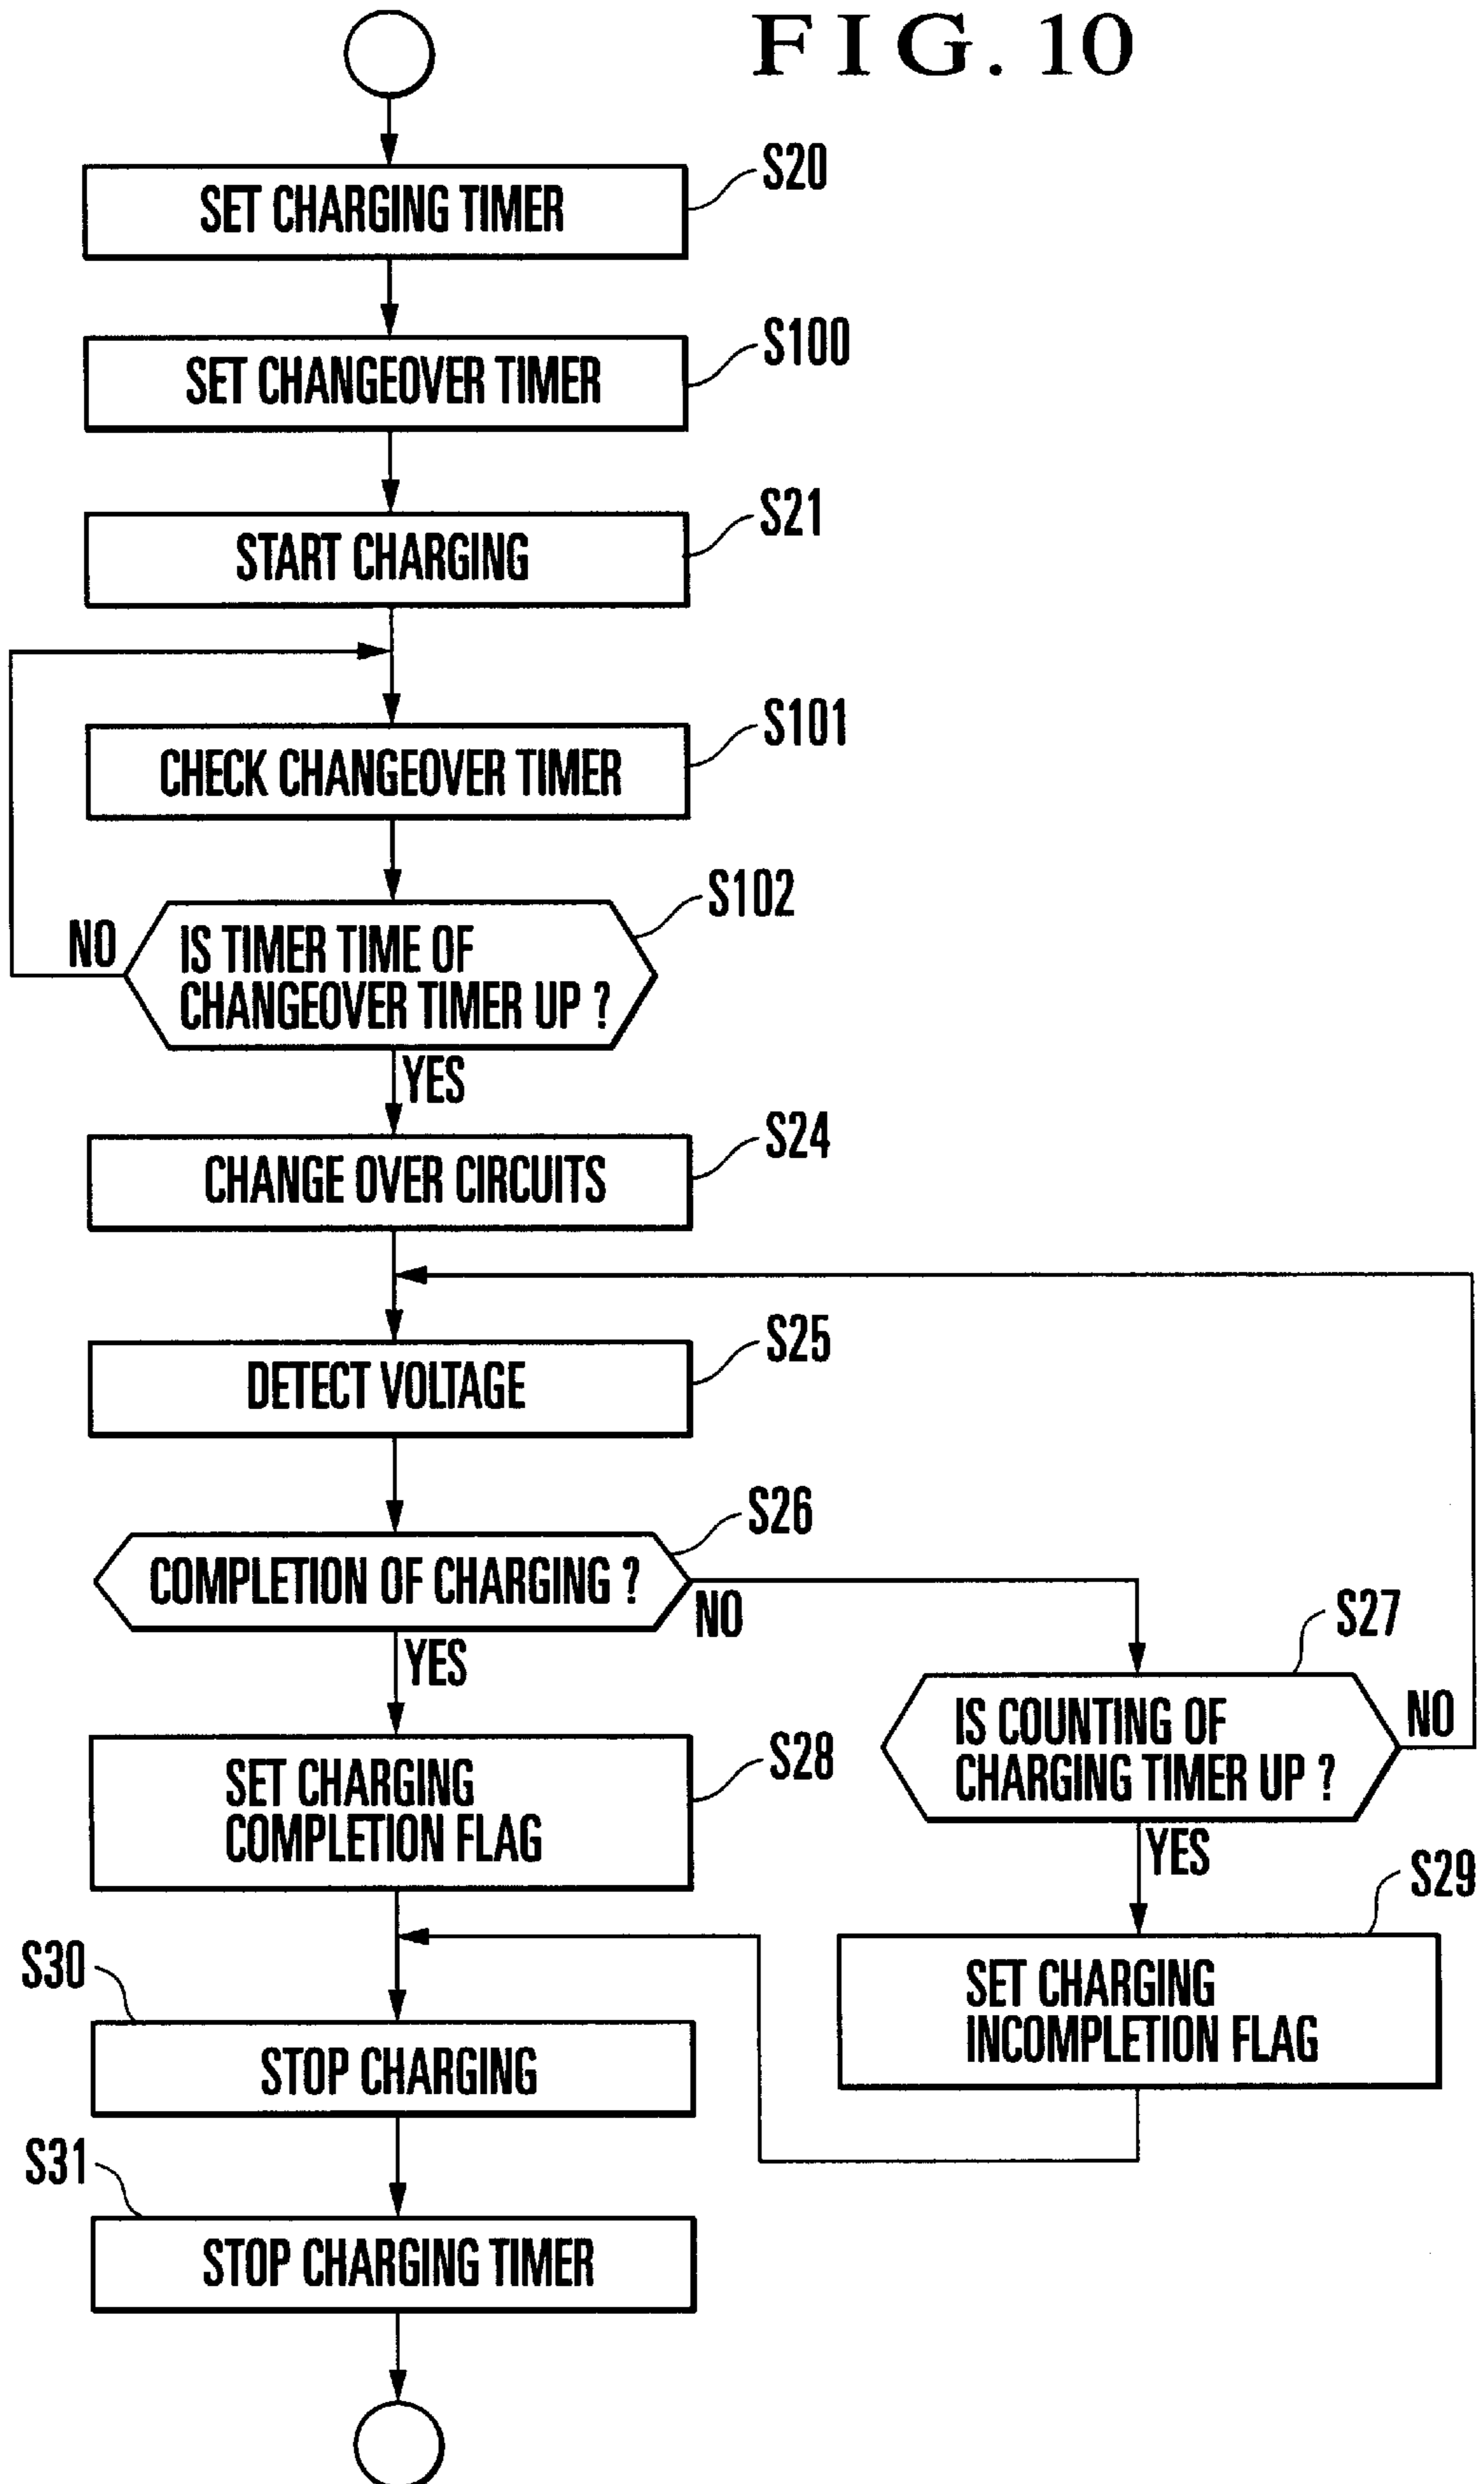 FIG. 10
S20
SET CHARGING TIMER
S100
SET CHANGEOVER TIMER
S21
START CHARGING
S101
CHECK CHANGEOVER TIMER
S102
NO
IS TIMER TIME OF
CHANGEOVER TIMER UP ?
YES
S24
CHANGE OVER CIRCUITS
S25
DETECT VOLTAGE
S26
COMPLETION OF CHARGING ?
NO
YES
S27
IS COUNTING OF
CHARGING TIMER UP ?
NO
YES
S28
SET CHARGING
COMPLETION FLAG
S29
SET CHARGING
INCOMPLETION FLAG
S30
STOP CHARGING
S31
STOP CHARGING TIMER